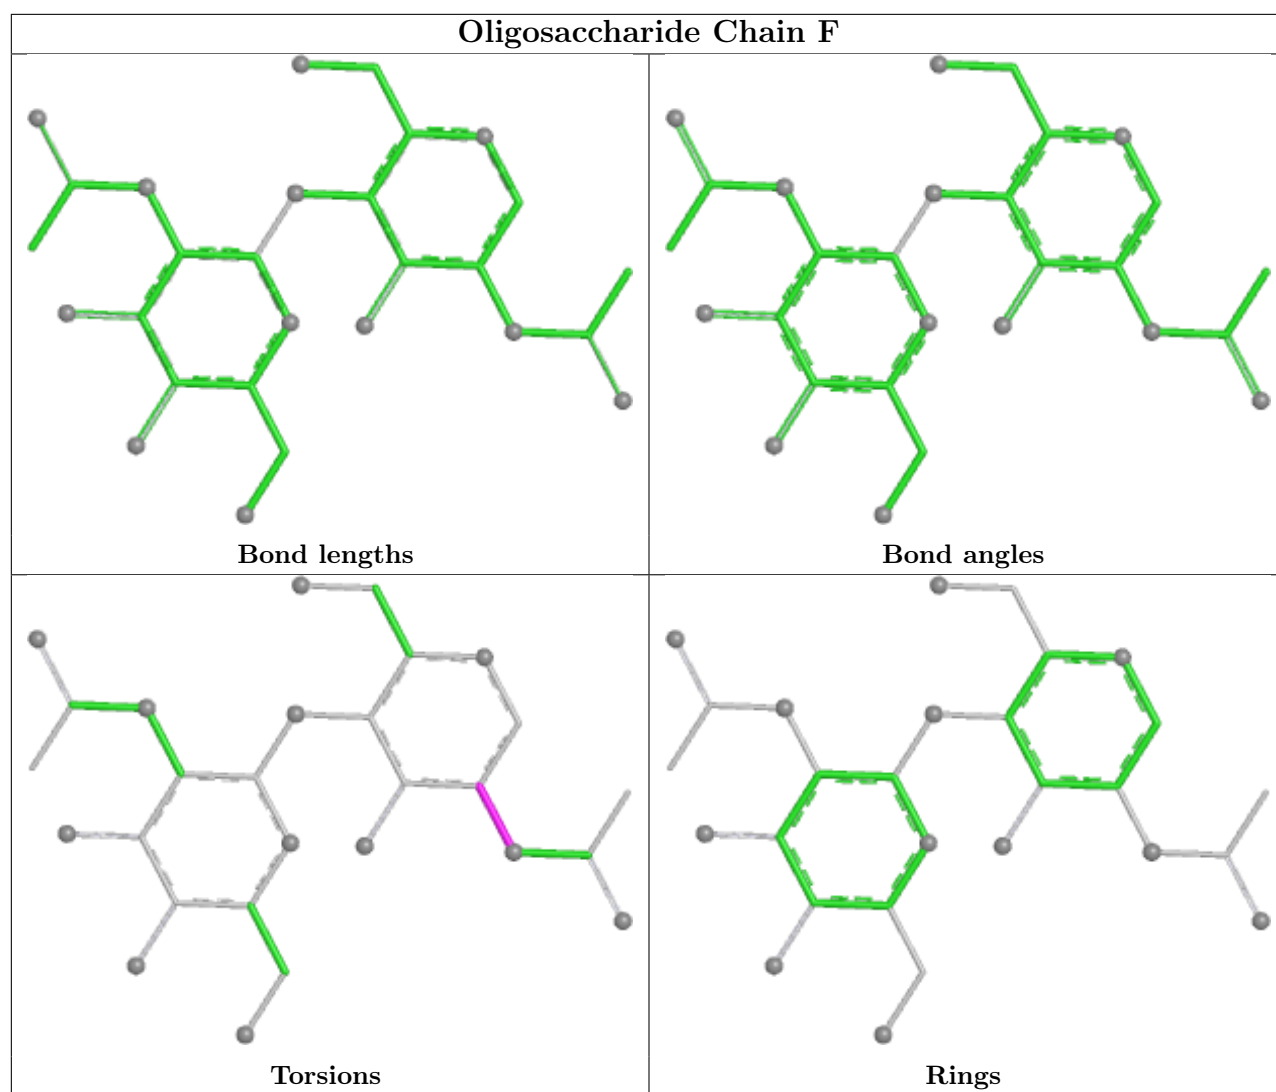 Oligosaccharide Chain F
Bond lengths
Bond angles
Torsions
Rings